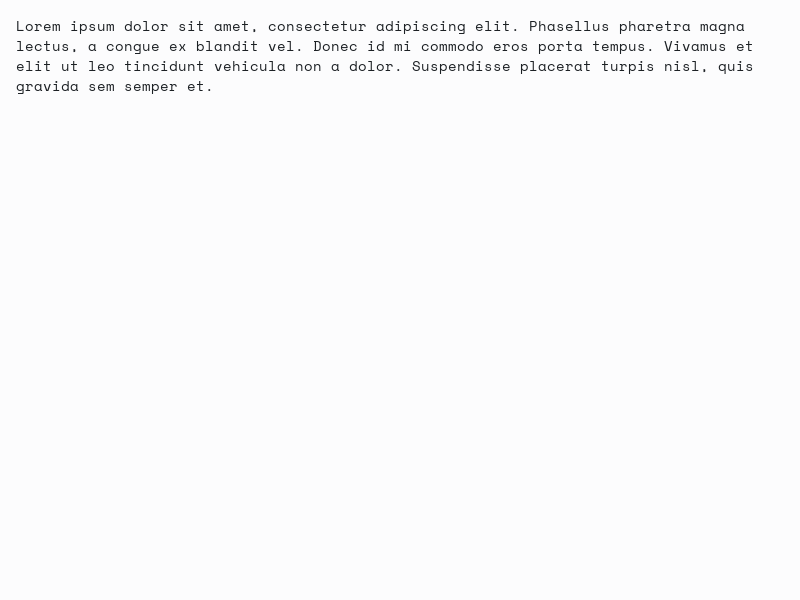 Lorem ipsum dolor sit amet, consectetur adipiscing elit. Phasellus pharetra magna
lectus, a congue ex blandit vel. Donec id mi commodo eros porta tempus. Vivamus et
elit ut leo tincidunt vehicula non a dolor. Suspendisse placerat turpis nisl, quis
gravida sem semper et.